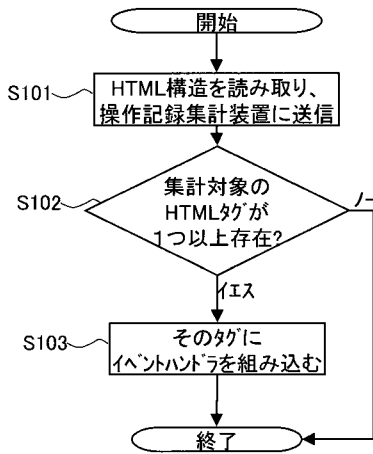 開始
S101
HTML構造を読み取り、
操作記録集計装置に送信
S102
集計対象の
HTMLﾀｸﾞが
1つ以上存在?
ノー
ｲｴｽ
S103
そのﾀｸﾞに
ｲﾍﾞﾝﾄﾊﾝﾄﾞﾗを組み込む
終了